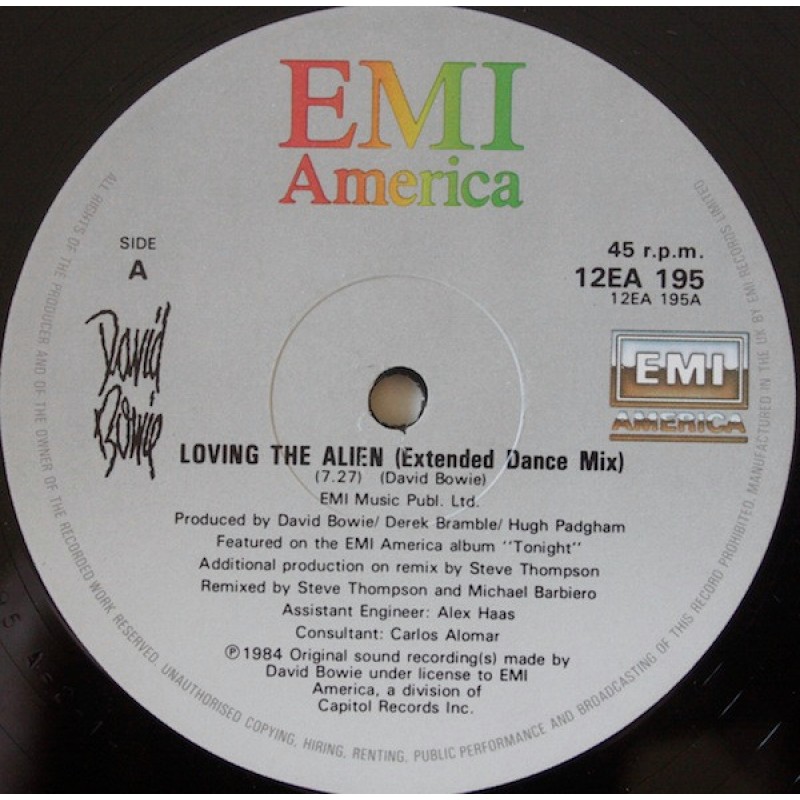 EMI
America
SIDE
A
45 r.p.m.
12EA 195
12EA 195A
David
Bowie
EMI
AMERICA
LOVING THE ALIEN (Extended Dance Mix)
(7.27) (David Bowie)
EMI Music Publ. Ltd.
Produced by David Bowie/ Derek Bramble/ Hugh Padgham
Featured on the EMI America album "Tonight"
Additional production on remix by Steve Thompson
Remixed by Steve Thompson and Michael Barbiero
Assistant Engineer: Alex Haas
Consultant: Carlos Alomar
℗ 1984 Original sound recording(s) made by
David Bowie under license to EMI
America, a division of
Capitol Records Inc.
ALL RIGHTS OF THE PRODUCER AND OF THE OWNER OF THE RECORDED WORK RESERVED. UNAUTHORISED COPYING, HIRING, RENTING, PUBLIC PERFORMANCE AND BROADCASTING OF THIS RECORD PROHIBITED. MANUFACTURED IN THE UK BY EMI RECORDS LIMITED